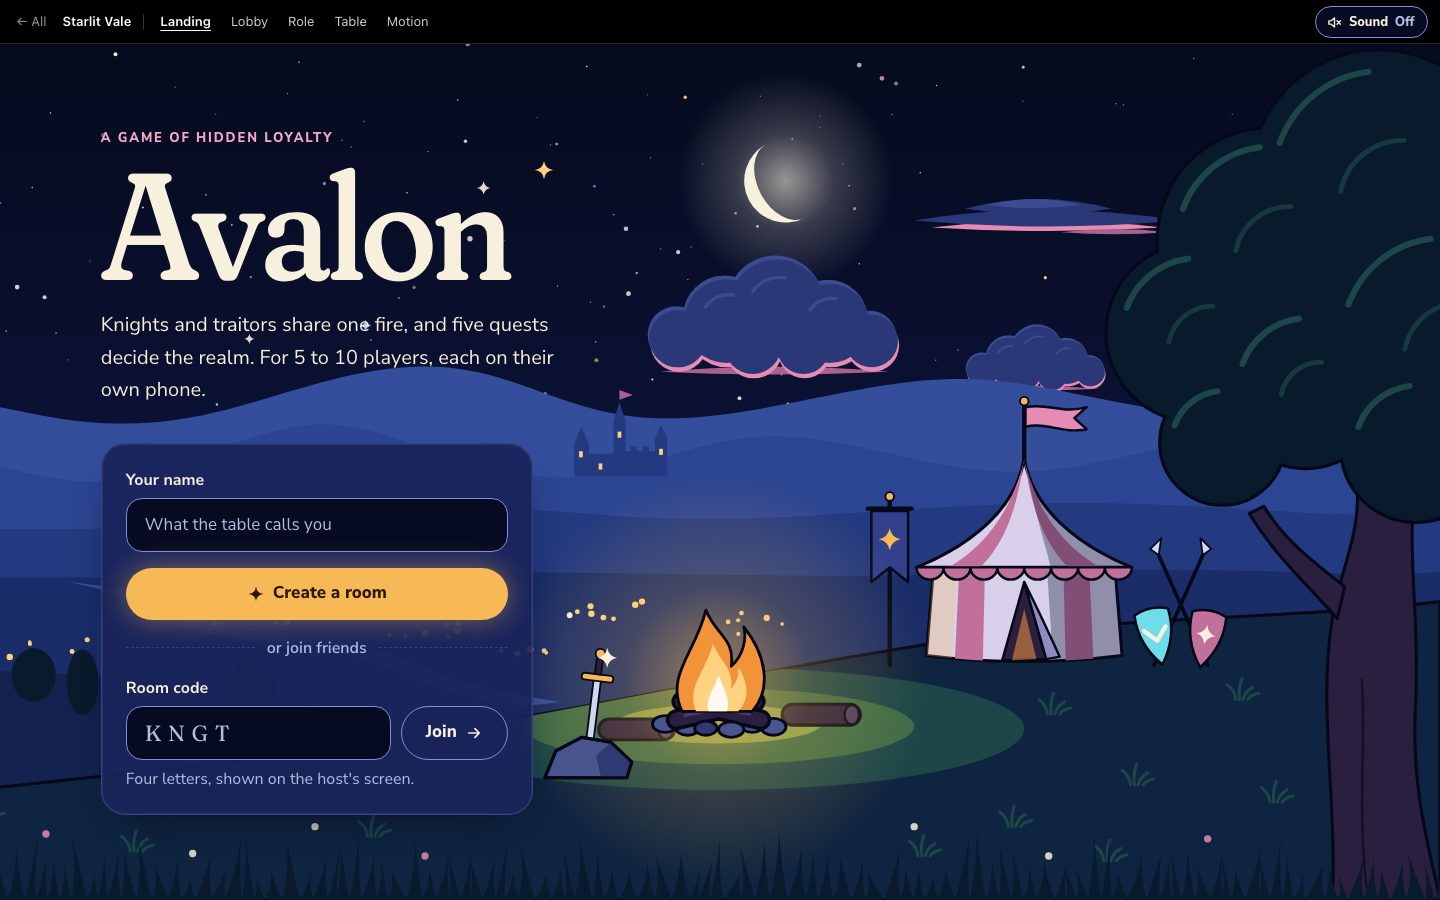 ← All Starlit Vale Landing Lobby Role Table Motion Sound Off
A GAME OF HIDDEN LOYALTY
Avalon
Knights and traitors share one fire, and five quests
decide the realm. For 5 to 10 players, each on their
own phone.
Your name
What the table calls you
Create a room
or join friends
Room code
KNGT Join →
Four letters, shown on the host's screen.